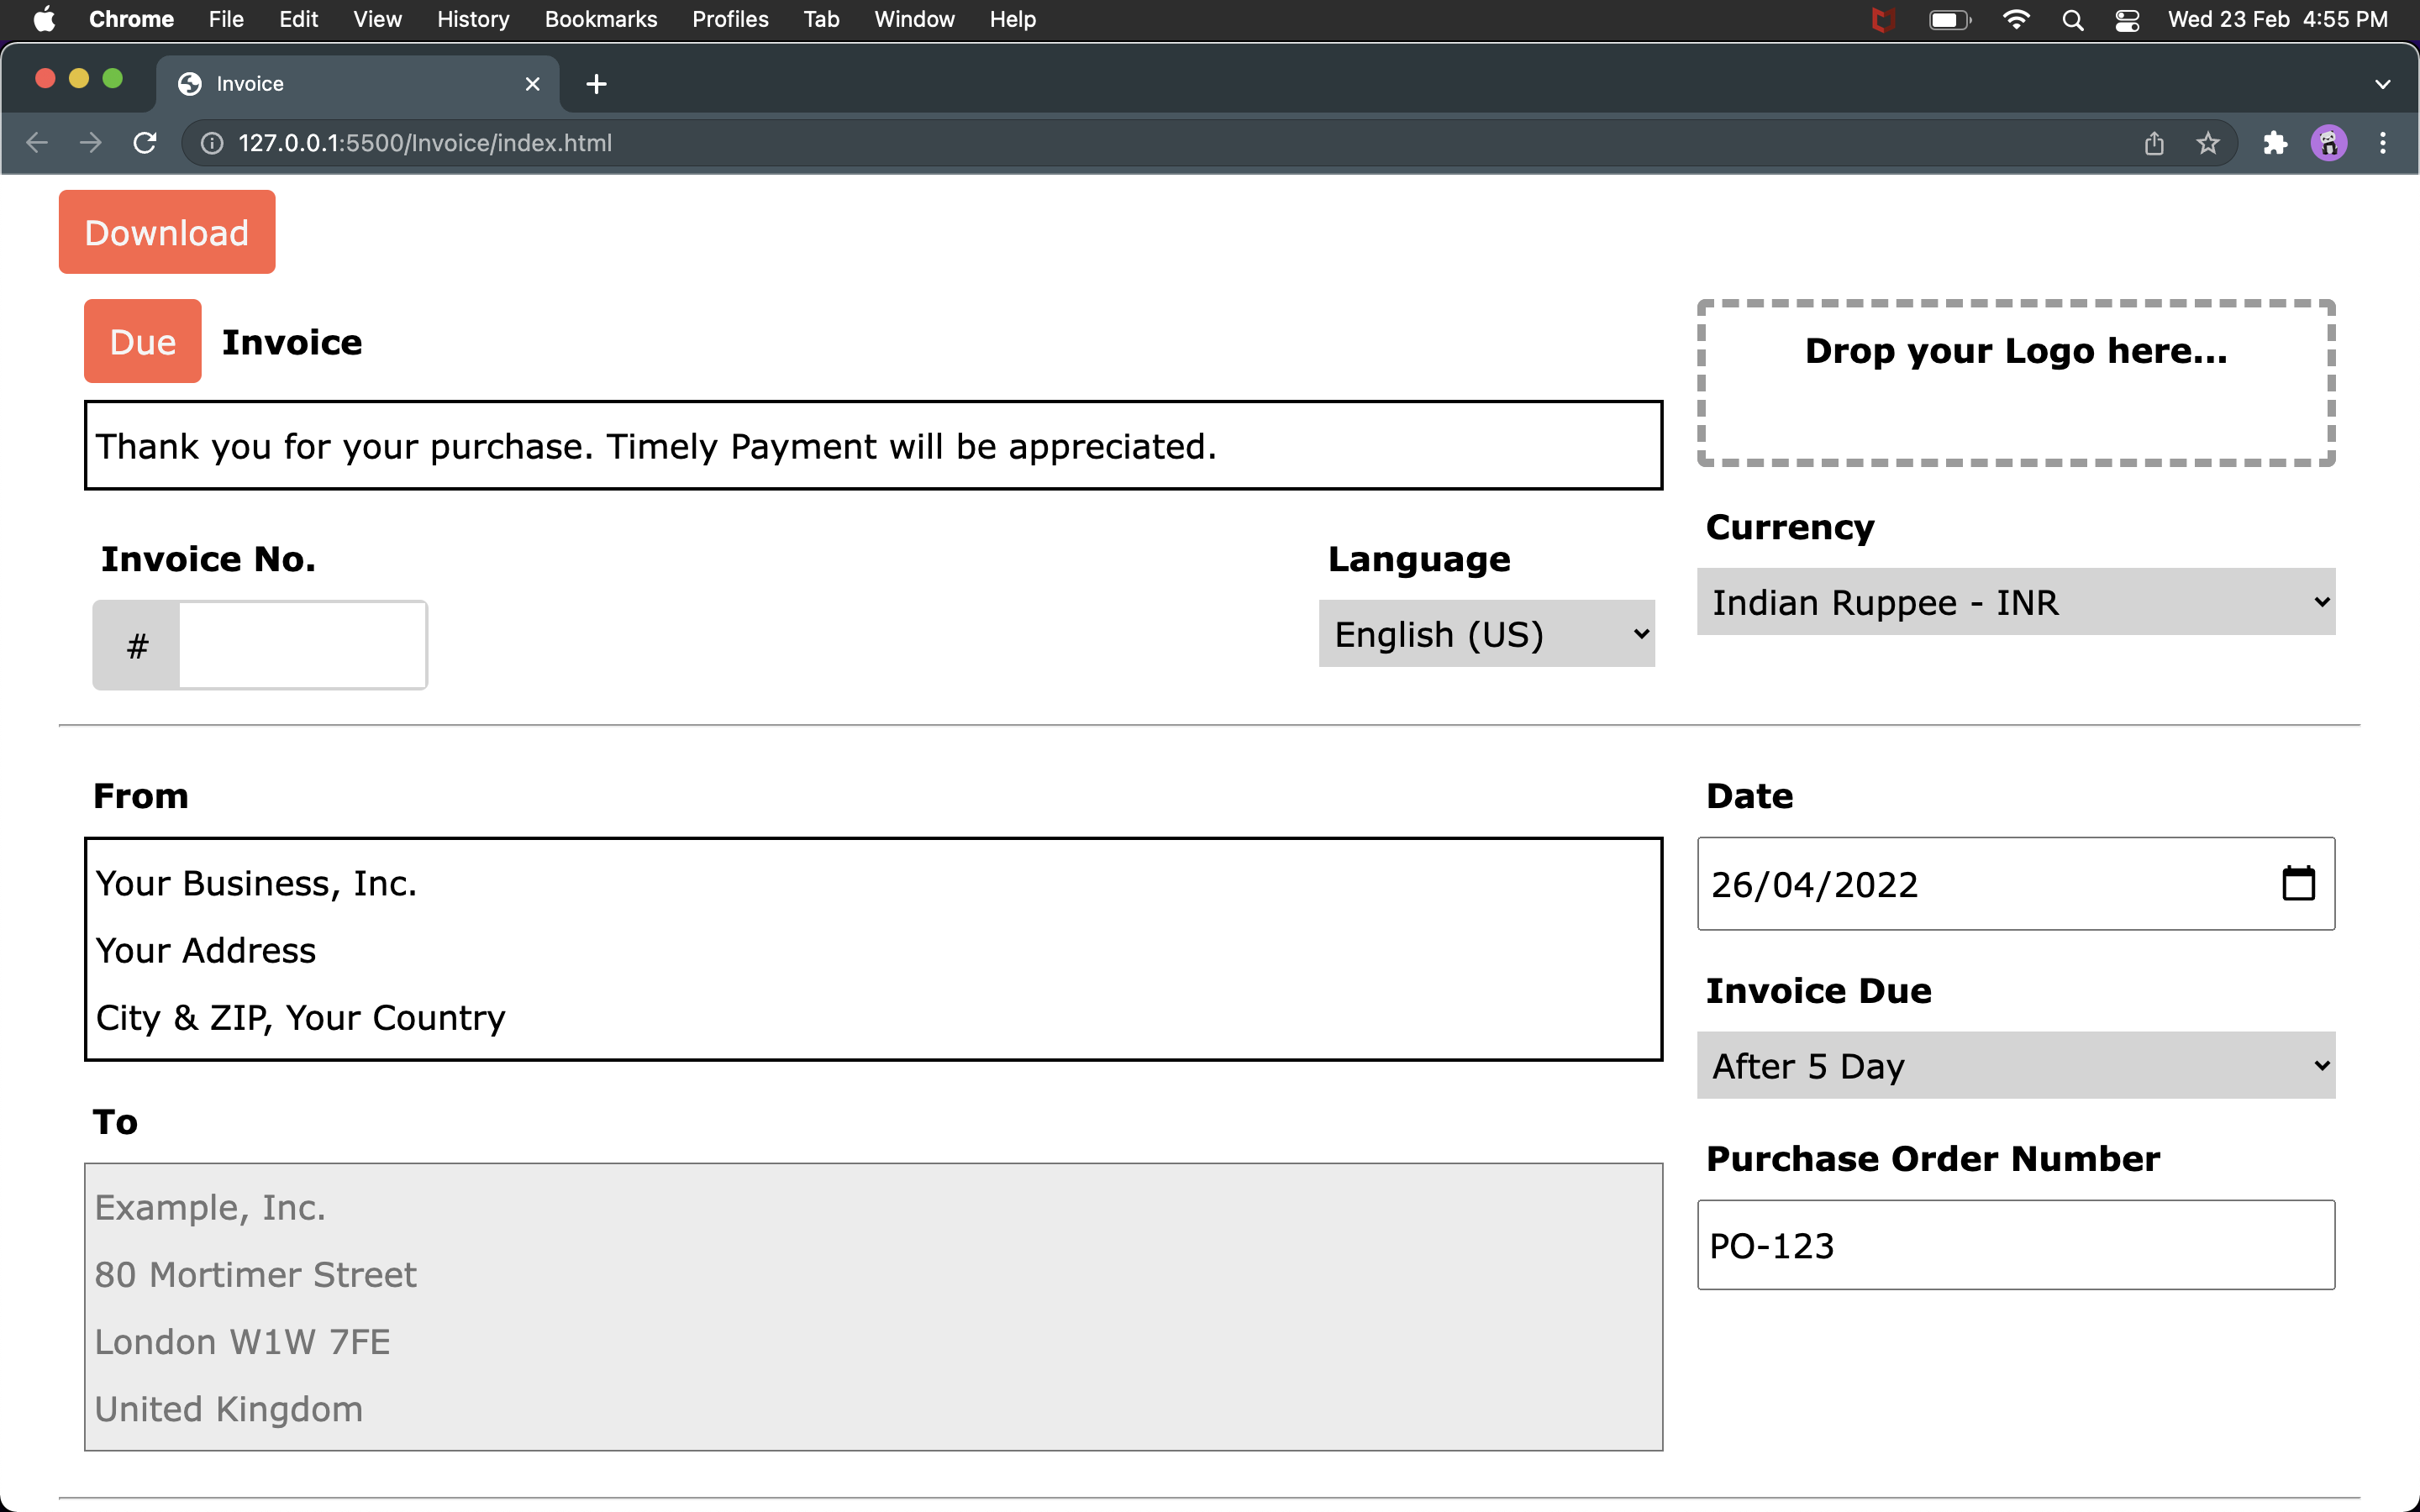 Chrome File Edit View History Bookmarks Profiles Tab Window Help Wed 23 Feb 4:55 PM
Invoice
127.0.0.1:5500/Invoice/index.html
Download
Due Invoice
Drop your Logo here...
Thank you for your purchase. Timely Payment will be appreciated.
Invoice No.
#
Language
English (US)
Currency
Indian Ruppee - INR
From
Your Business, Inc.
Your Address
City & ZIP, Your Country
To
Example, Inc.
80 Mortimer Street
London W1W 7FE
United Kingdom
Date
26/04/2022
Invoice Due
After 5 Day
Purchase Order Number
PO-123